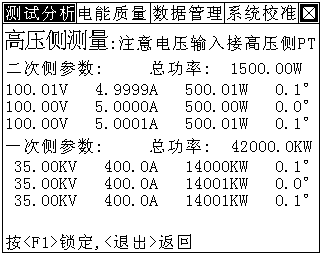 测试分析 电能质量 数据管理 系统校准
高压侧测量:注意电压输入接高压侧PT
二次侧参数: 总功率: 1500.00W
100.01V 4.9999A 500.01W 0.1°
100.00V 5.0000A 500.00W 0.0°
100.00V 5.0001A 500.01W 0.1°
一次侧参数: 总功率: 42000.0KW
35.00KV 400.0A 14000KW 0.1°
35.00KV 400.0A 14001KW 0.0°
35.00KV 400.0A 14001KW 0.1°
按<F1>锁定,<退出>返回